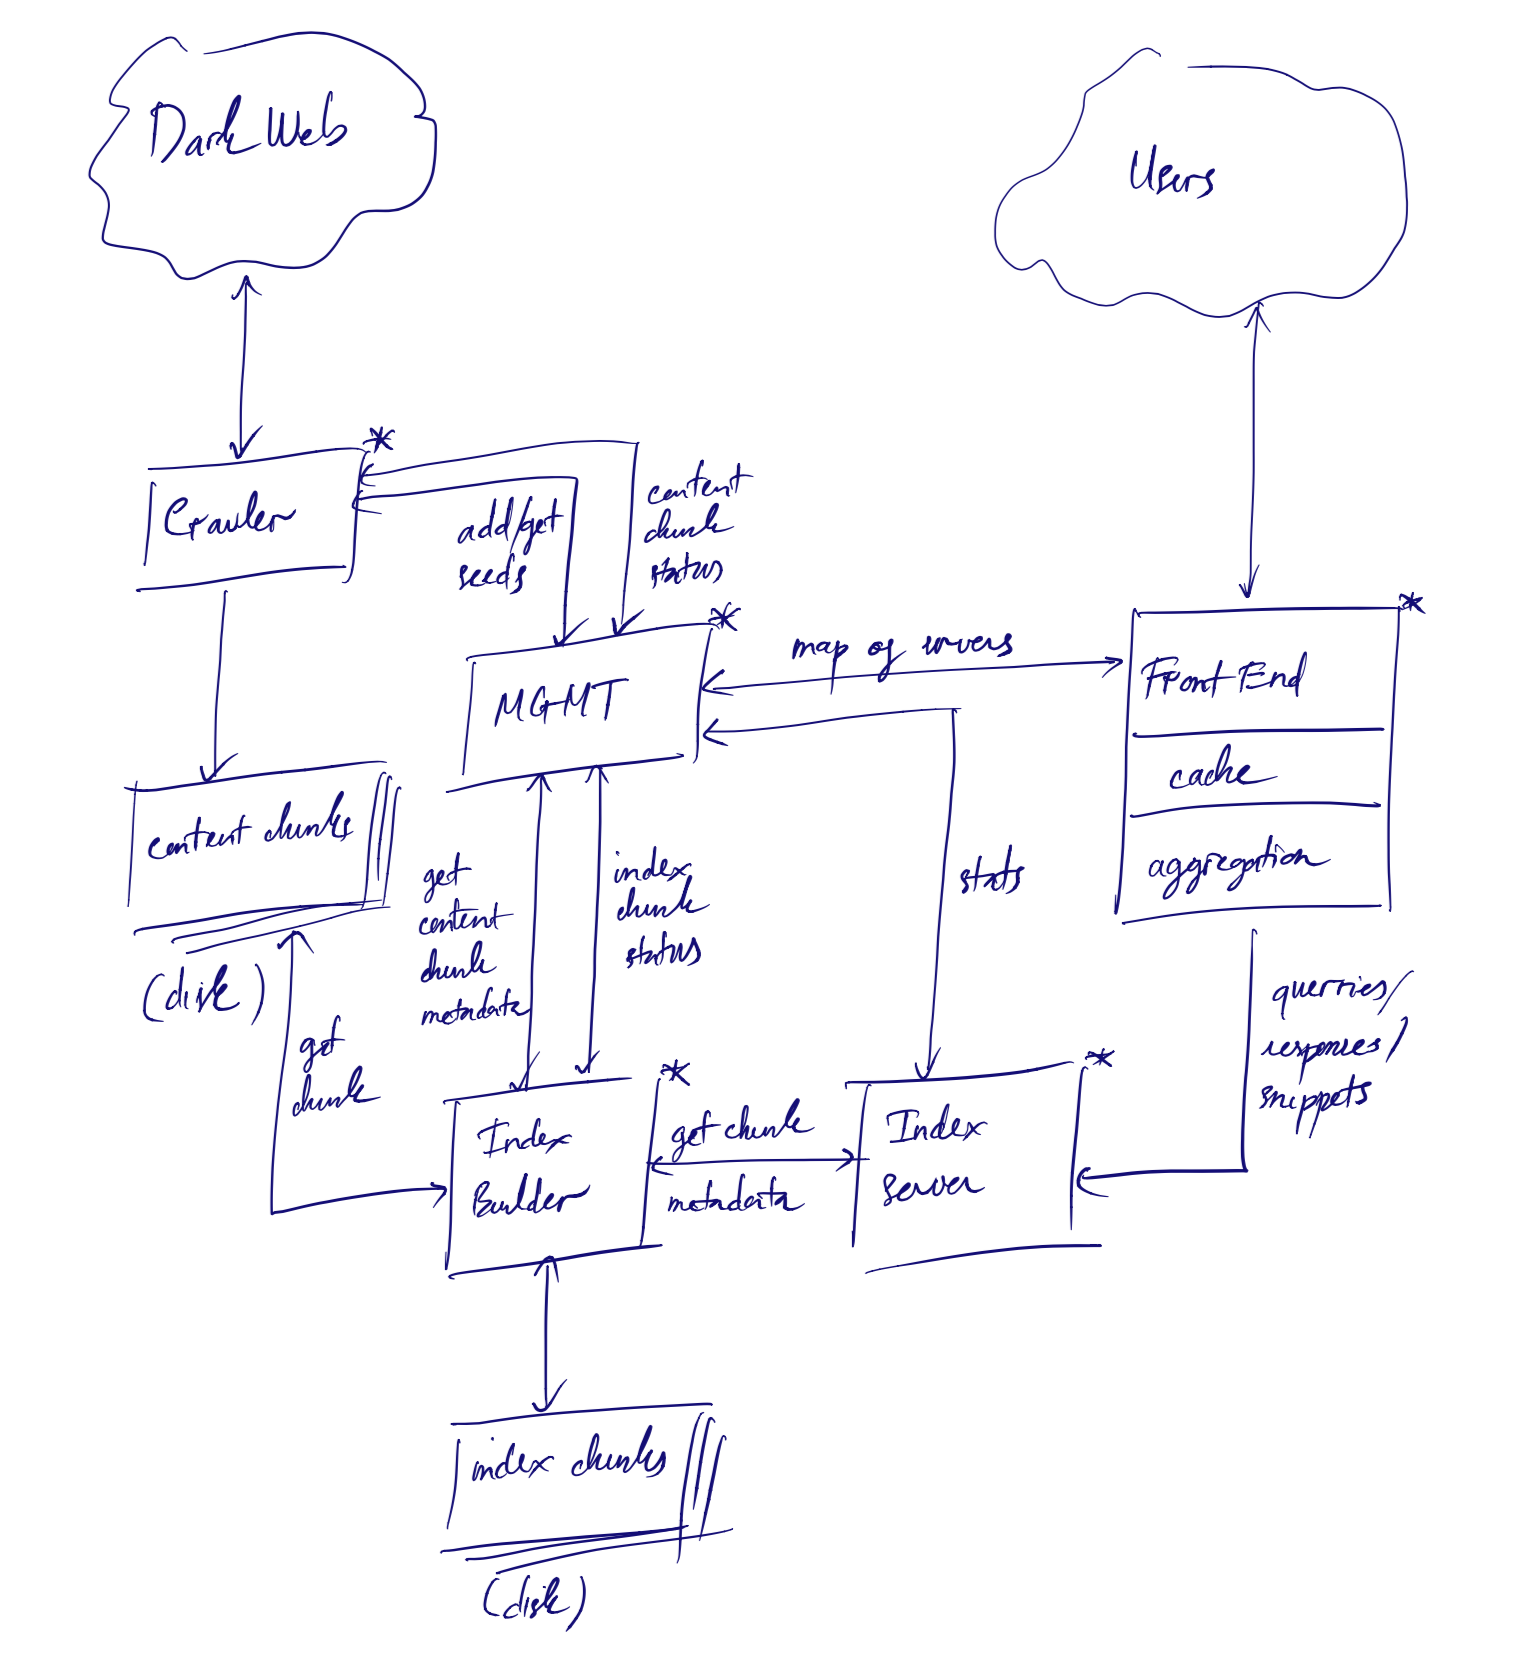 Dark Web
Users
*
Crawler
add/get
seeds
content
chunk
status
*
MGMT
map of servers
*
Front End
cache
aggregation
content chunks
(disk)
get
chunk
get
content
chunk
metadata
index
chunk
status
stats
querries/
responses/
snippets
*
Index
Builder
get chunk
metadata
*
Index
Server
index chunks
(disk)